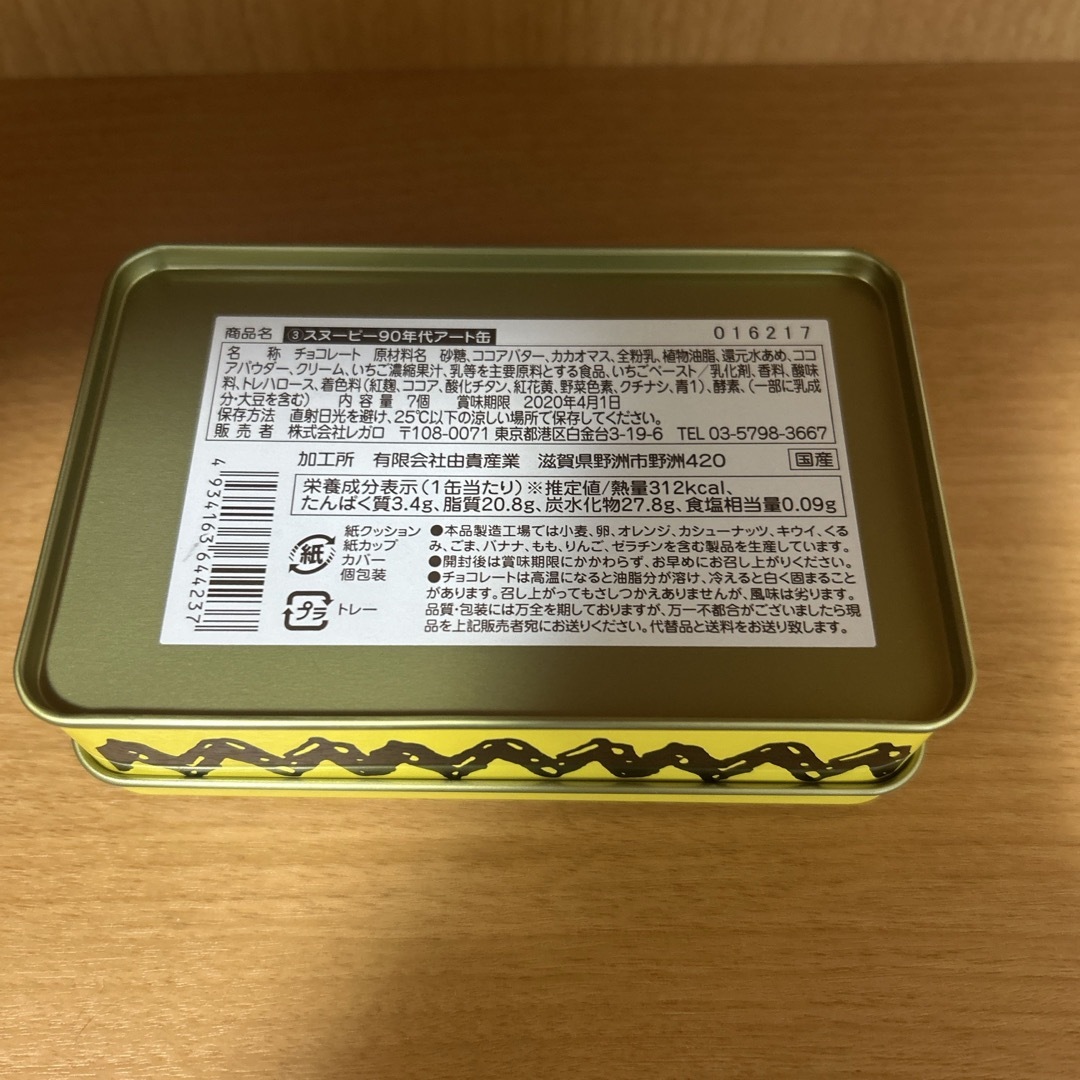 商品名 ③スヌーピー90年代アート缶 016217
名称 チョコレート 原材料名 砂糖、ココアバター、カカオマス、全粉乳、植物油脂、還元水あめ、ココ
アパウダー、クリーム、いちご濃縮果汁、乳等を主要原料とする食品、いちごペースト/乳化剤、香料、酸味
料、トレハロース、着色料(紅麹、ココア、酸化チタン、紅花黄、野菜色素、クチナシ、青1)、酵素、(一部に乳成
分・大豆を含む) 内容量 7個 賞味期限 2020年4月1日
保存方法 直射日光を避け、25℃以下の涼しい場所で保存してください。
販売者 株式会社レガロ 〒108-0071 東京都港区白金台3-19-6 TEL 03-5798-3667
加工所 有限会社由貴産業 滋賀県野洲市野洲420 国産
栄養成分表示(1缶当たり)※推定値/熱量312kcal、
たんぱく質3.4g、脂質20.8g、炭水化物27.8g、食塩相当量0.09g
4934163644237
紙
紙クッション
紙カップ
カバー
個包装
プラ トレー
●本品製造工場では小麦、卵、オレンジ、カシューナッツ、キウイ、くる
み、ごま、バナナ、もも、りんご、ゼラチンを含む製品を生産しています。
●開封後は賞味期限にかかわらず、お早めにお召し上がりください。
●チョコレートは高温になると油脂分が溶け、冷えると白く固まること
があります。召し上がってもさしつかえありませんが、風味は劣ります。
品質・包装には万全を期しておりますが、万一不都合がございましたら現
品を上記販売者宛にお送りください。代替品と送料をお送り致します。